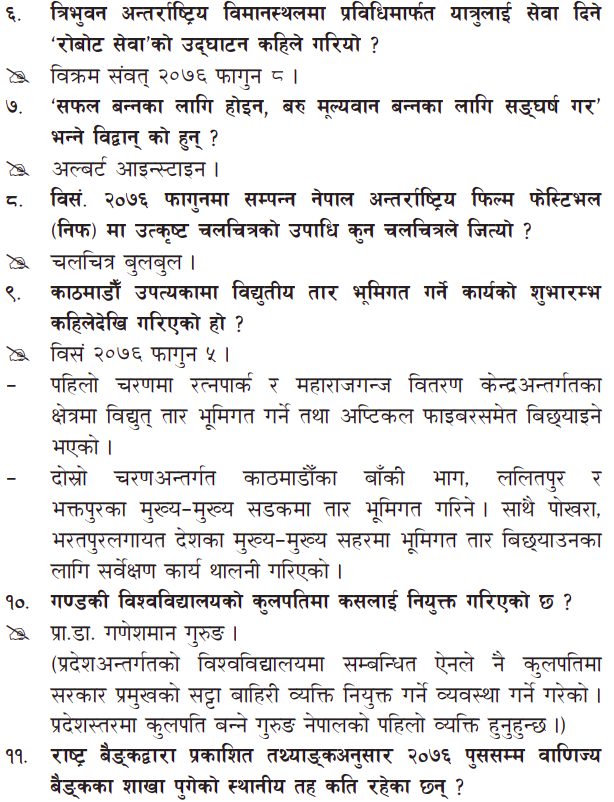 ६. त्रिभुवन अन्तर्राष्ट्रिय विमानस्थलमा प्रविधिमार्फत यात्रुलाई सेवा दिने
‘रोबोट सेवा’को उद्घाटन कहिले गरियो ?
विक्रम संवत् २०७६ फागुन ८ ।
७. ‘सफल बन्नका लागि होइन, बरु मूल्यवान बन्नका लागि सङ्घर्ष गर’
भन्ने विद्वान् को हुन् ?
अल्बर्ट आइन्स्टाइन ।
८. विसं. २०७६ फागुनमा सम्पन्न नेपाल अन्तर्राष्ट्रिय फिल्म फेस्टिभल
(निफ) मा उत्कृष्ट चलचित्रको उपाधि कुन चलचित्रले जित्यो ?
चलचित्र बुलबुल ।
९. काठमाडौँ उपत्यकामा विद्युतीय तार भूमिगत गर्ने कार्यको शुभारम्भ
कहिलेदेखि गरिएको हो ?
विसं २०७६ फागुन ५ ।
– पहिलो चरणमा रत्नपार्क र महाराजगन्ज वितरण केन्द्रअन्तर्गतका
क्षेत्रमा विद्युत् तार भूमिगत गर्ने तथा अप्टिकल फाइबरसमेत बिछ्याइने
भएको ।
– दोस्रो चरणअन्तर्गत काठमाडौँका बाँकी भाग, ललितपुर र
भक्तपुरका मुख्य–मुख्य सडकमा तार भूमिगत गरिने । साथै पोखरा,
भरतपुरलगायत देशका मुख्य–मुख्य सहरमा भूमिगत तार बिछ्याउनका
लागि सर्वेक्षण कार्य थालनी गरिएको ।
१०. गण्डकी विश्वविद्यालयको कुलपतिमा कसलाई नियुक्त गरिएको छ ?
प्रा.डा. गणेशमान गुरुङ ।
(प्रदेशअन्तर्गतको विश्वविद्यालयमा सम्बन्धित ऐनले नै कुलपतिमा
सरकार प्रमुखको सट्टा बाहिरी व्यक्ति नियुक्त गर्ने व्यवस्था गर्ने गरेको ।
प्रदेशस्तरमा कुलपति बन्ने गुरुङ नेपालको पहिलो व्यक्ति हुनुहुन्छ ।)
११. राष्ट्र बैङ्कद्वारा प्रकाशित तथ्याङ्कअनुसार २०७६ पुससम्म वाणिज्य
बैङ्कका शाखा पुगेको स्थानीय तह कति रहेका छन् ?